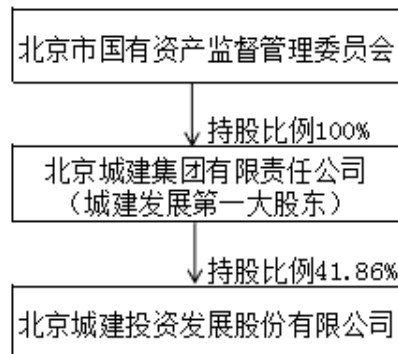 北京市国有资产监督管理委员会
持股比例100%
北京城建集团有限责任公司
（城建发展第一大股东）
持股比例41.86%
北京城建投资发展股份有限公司